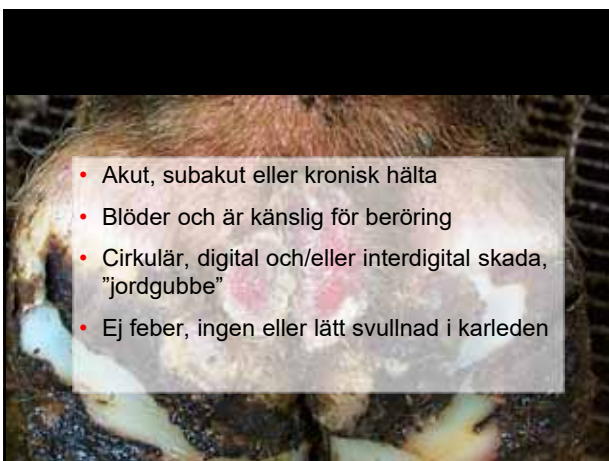 • Akut, subakut eller kronisk hälta
• Blöder och är känslig för beröring
• Cirkulär, digital och/eller interdigital skada,
”jordgubbe”
• Ej feber, ingen eller lätt svullnad i karleden